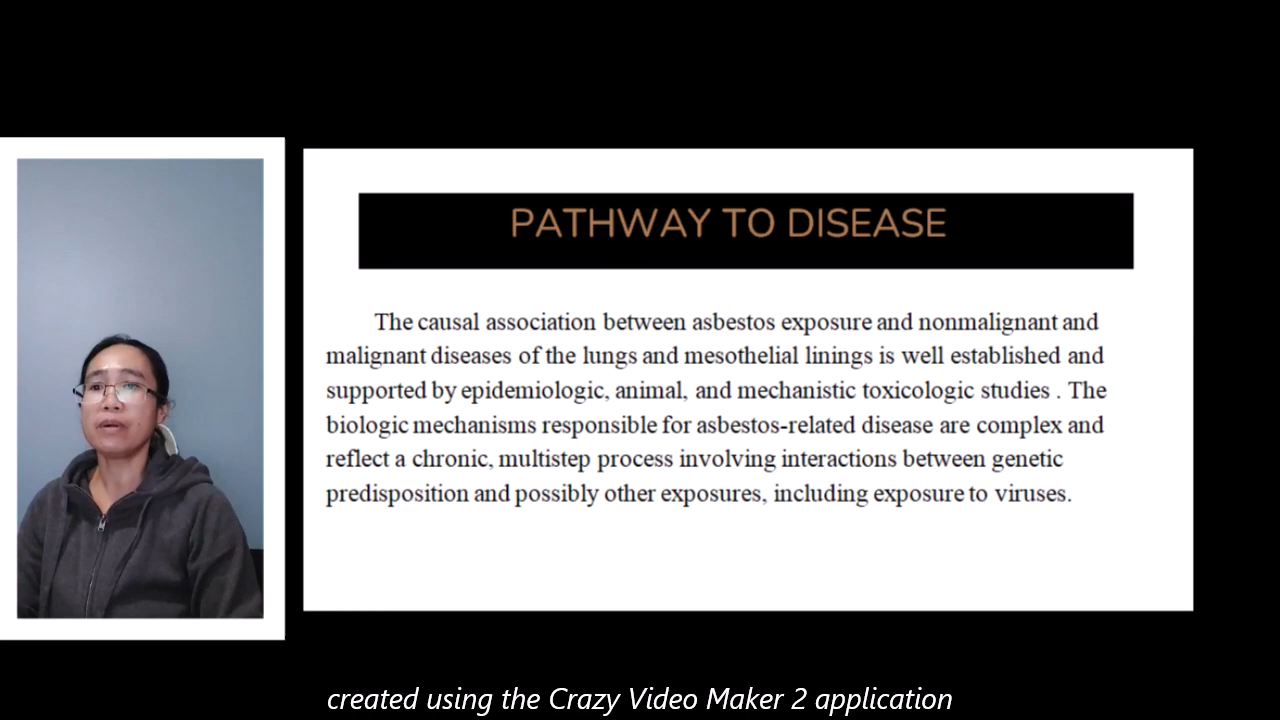 PATHWAY TO DISEASE
The causal association between asbestos exposure and nonmalignant and
malignant diseases of the lungs and mesothelial linings is well established and
supported by epidemiologic, animal, and mechanistic toxicologic studies . The
biologic mechanisms responsible for asbestos-related disease are complex and
reflect a chronic, multistep process involving interactions between genetic
predisposition and possibly other exposures, including exposure to viruses.
created using the Crazy Video Maker 2 application